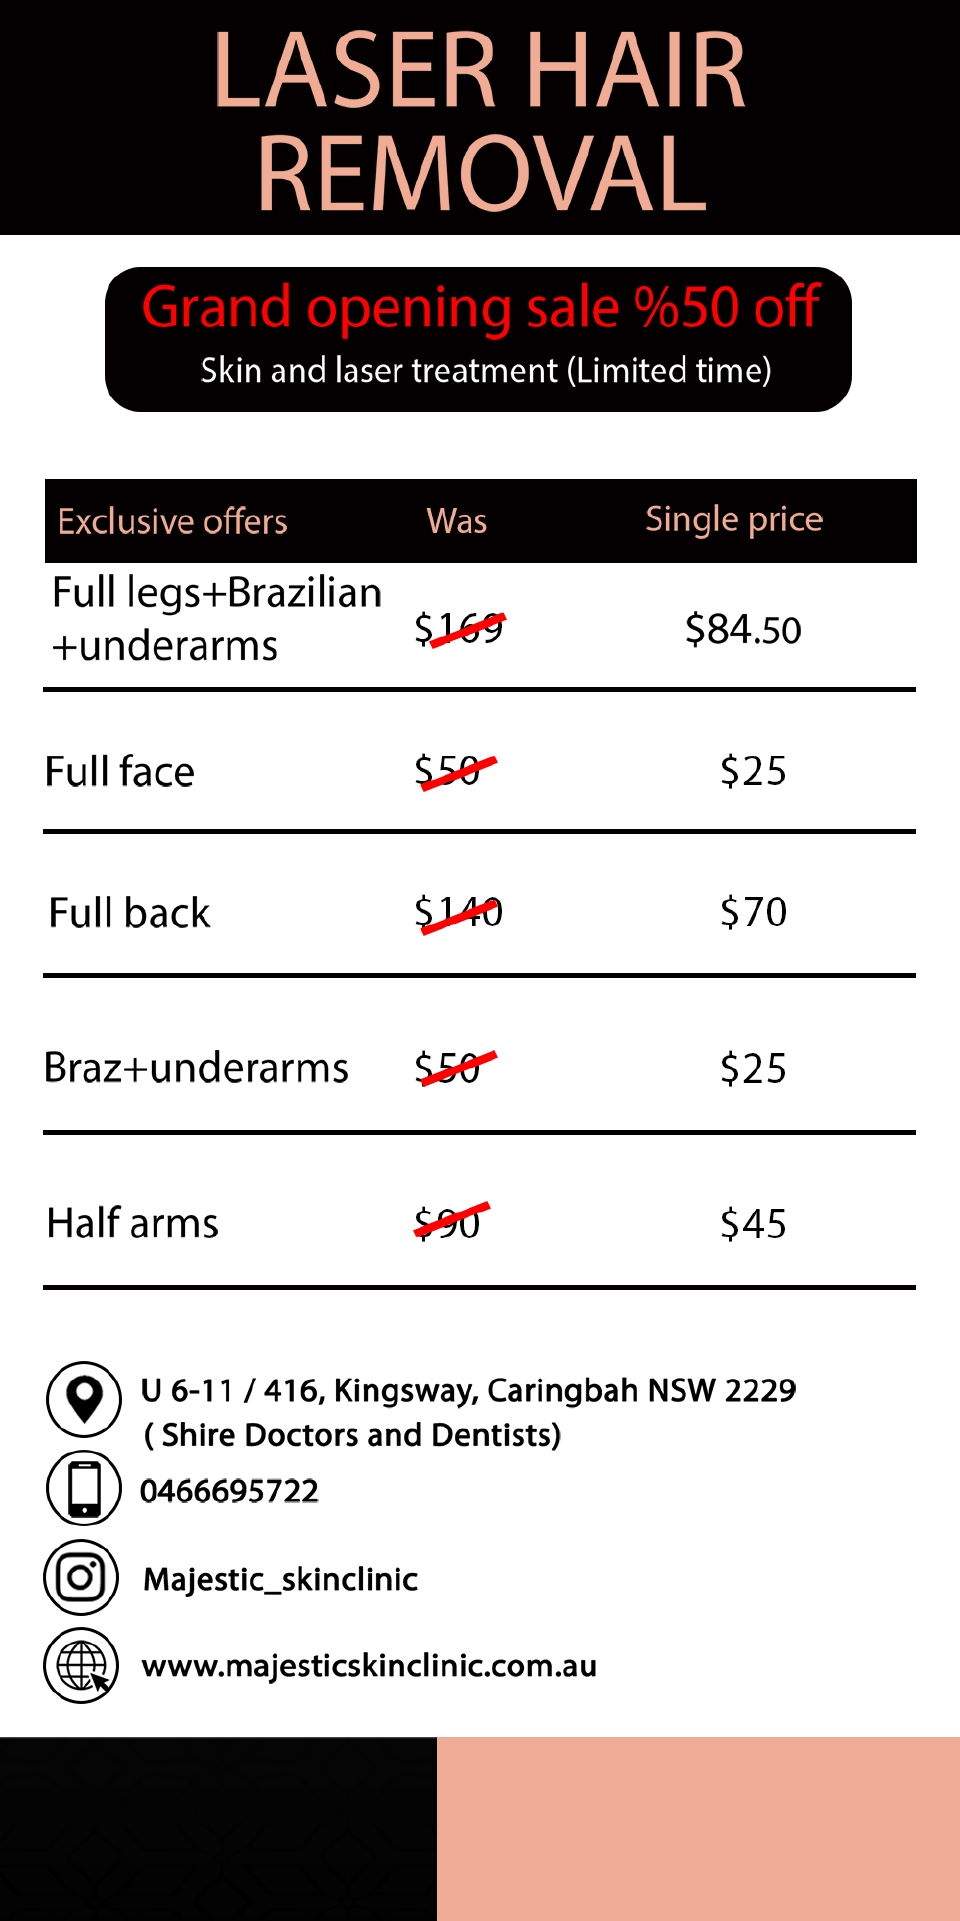 LASER HAIR
REMOVAL
Grand opening sale %50 off
Skin and laser treatment (Limited time)
Exclusive offers Was Single price
Full legs+Brazilian
+underarms $169 $84.50
Full face $50 $25
Full back $140 $70
Braz+underarms $50 $25
Half arms $90 $45
U 6-11 / 416, Kingsway, Caringbah NSW 2229
( Shire Doctors and Dentists)
0466695722
Majestic_skinclinic
www.majesticskinclinic.com.au